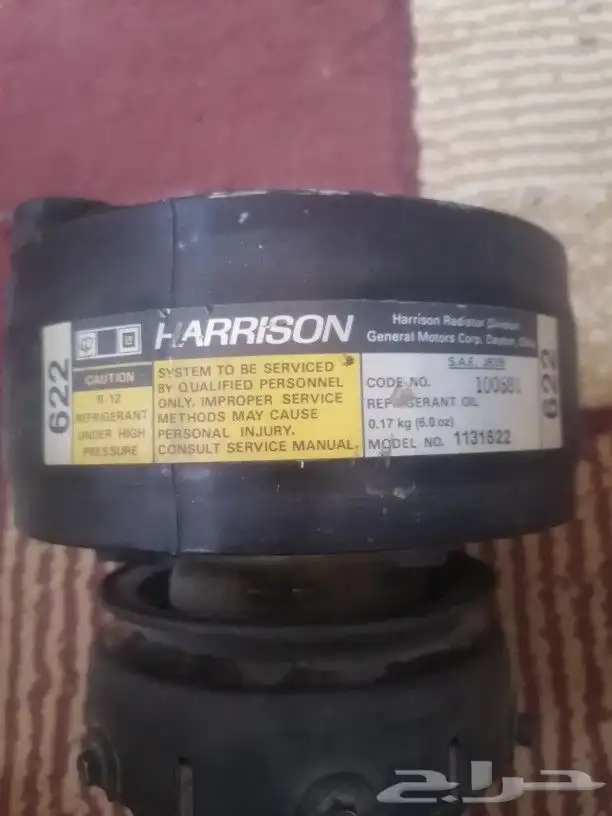 HARRISON
Harrison Radiator Division
General Motors Corp. Dayton, Ohio
622
GM
CAUTION
R 12
REFRIGERANT
UNDER HIGH
PRESSURE
SYSTEM TO BE SERVICED
BY QUALIFIED PERSONNEL
ONLY. IMPROPER SERVICE
METHODS MAY CAUSE
PERSONAL INJURY.
CONSULT SERVICE MANUAL.
S.A.E. J639
CODE NO.
REFRIGERANT OIL
0.17 kg (6.0 oz)
MODEL NO. 1131622
622
حراج